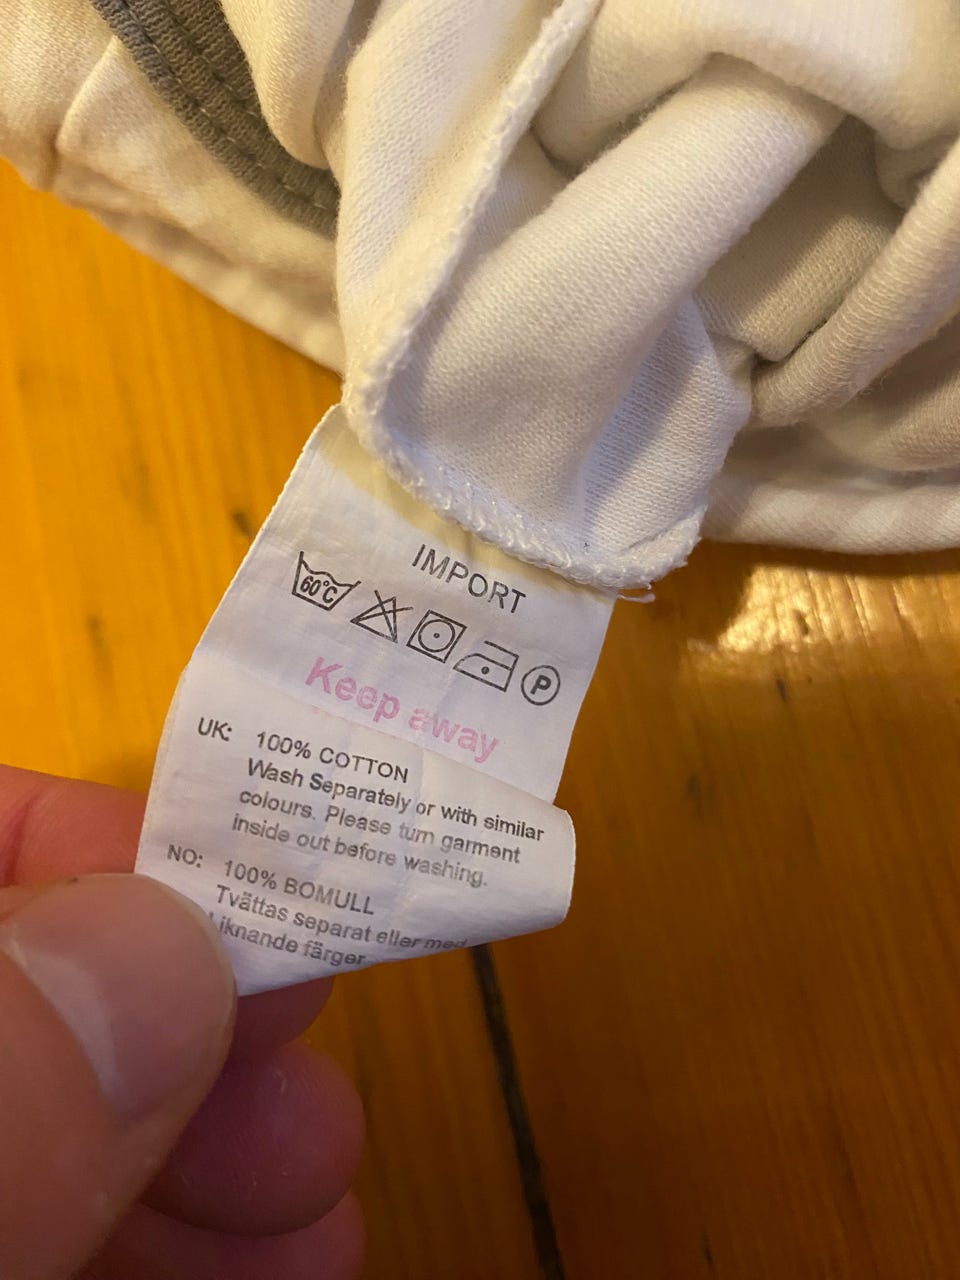 IMPORT
60°C
P
Keep away
UK: 100% COTTON
Wash Separately or with similar
colours. Please turn garment
inside out before washing.
NO: 100% BOMULL
Tvättas separat eller med
Liknande färger